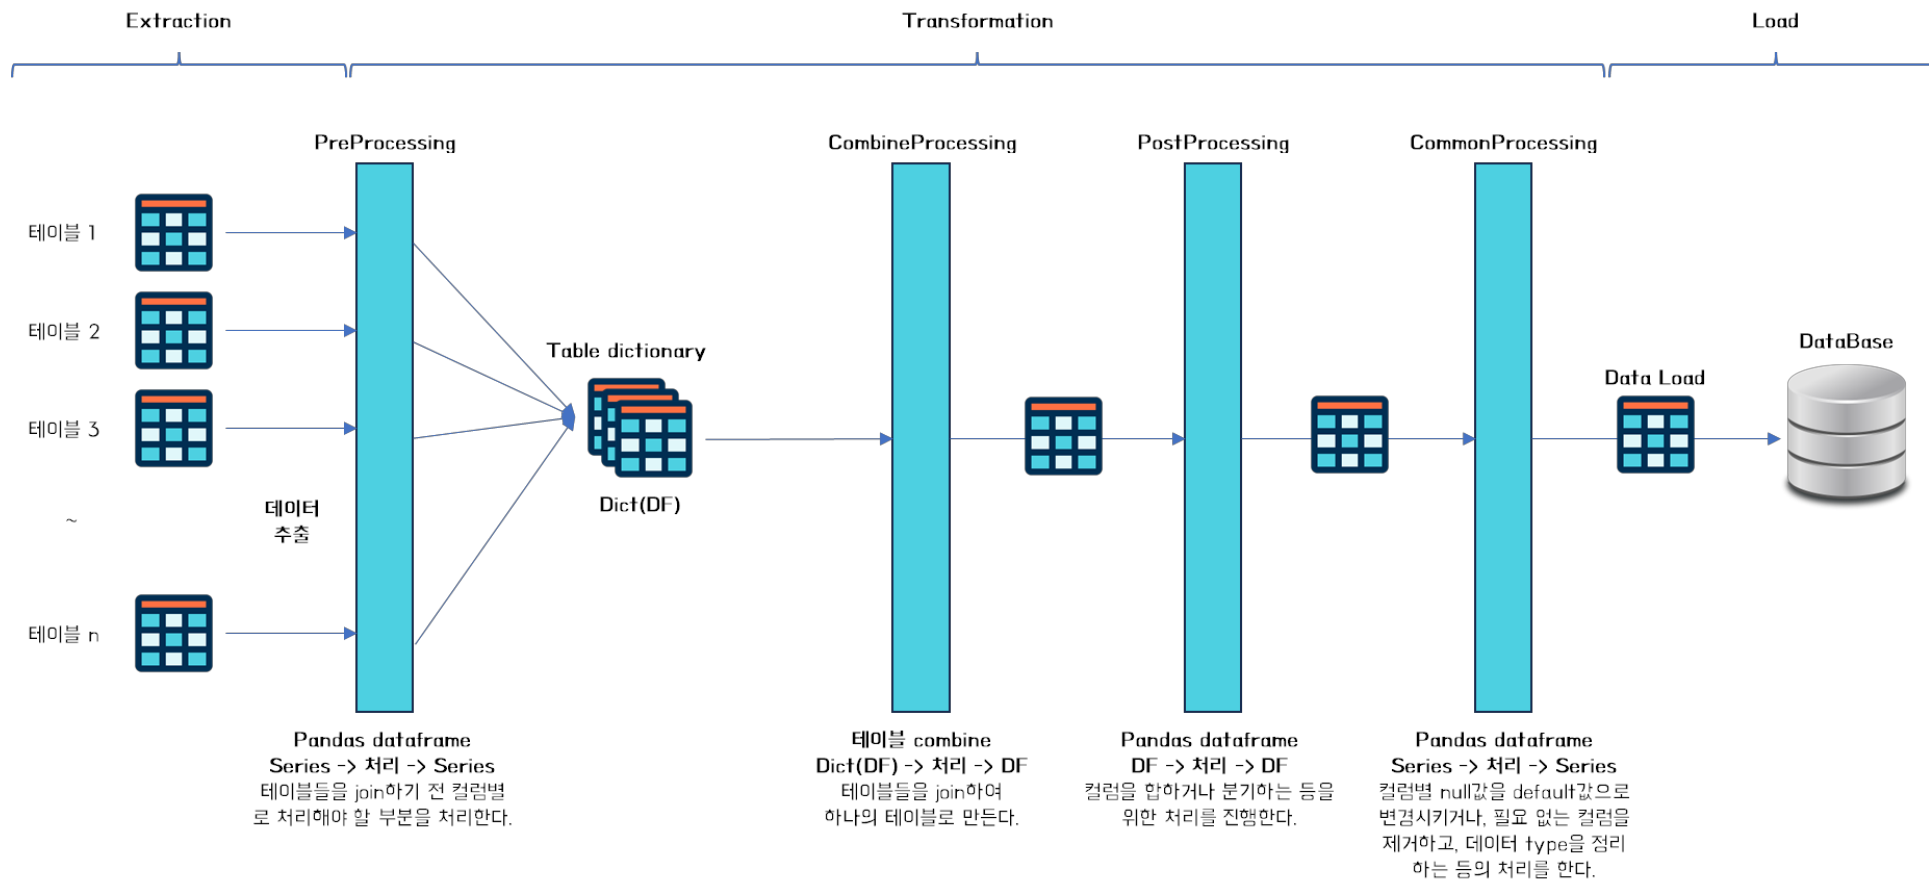 Extraction
Transformation
Load
PreProcessing
CombineProcessing
PostProcessing
CommonProcessing
테이블 1
테이블 2
테이블 3
~
테이블 n
데이터
추출
Table dictionary
Dict(DF)
Data Load
DataBase
Pandas dataframe
Series -> 처리 -> Series
테이블들을 join하기 전 컬럼별
로 처리해야 할 부분을 처리한다.
테이블 combine
Dict(DF) -> 처리 -> DF
테이블들을 join하여
하나의 테이블로 만든다.
Pandas dataframe
DF -> 처리 -> DF
컬럼을 합하거나 분기하는 등을
위한 처리를 진행한다.
Pandas dataframe
Series -> 처리 -> Series
컬럼별 null값을 default값으로
변경시키거나, 필요 없는 컬럼을
제거하고, 데이터 type을 정리
하는 등의 처리를 한다.